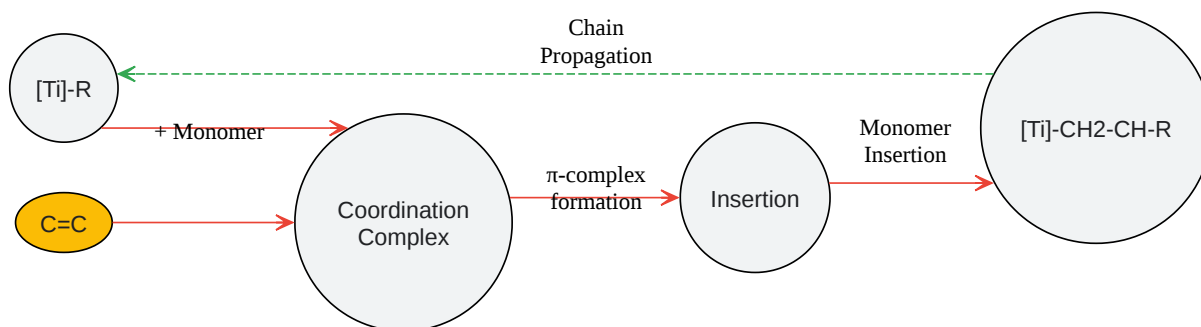 Chain
Propagation
[Ti]-R
+ Monomer
C=C
Coordination
Complex
π-complex
formation
Insertion
Monomer
Insertion
[Ti]-CH2-CH-R